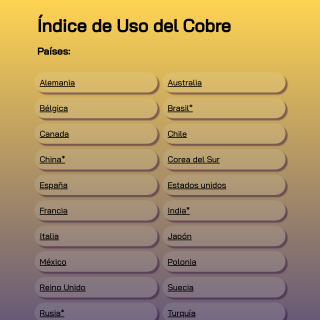 Índice de Uso del Cobre
Países:
Alemania Australia
Bélgica Brasil*
Canada Chile
China* Corea del Sur
España Estados unidos
Francia India*
Italia Japón
México Polonia
Reino Unido Suecia
Rusia* Turquía